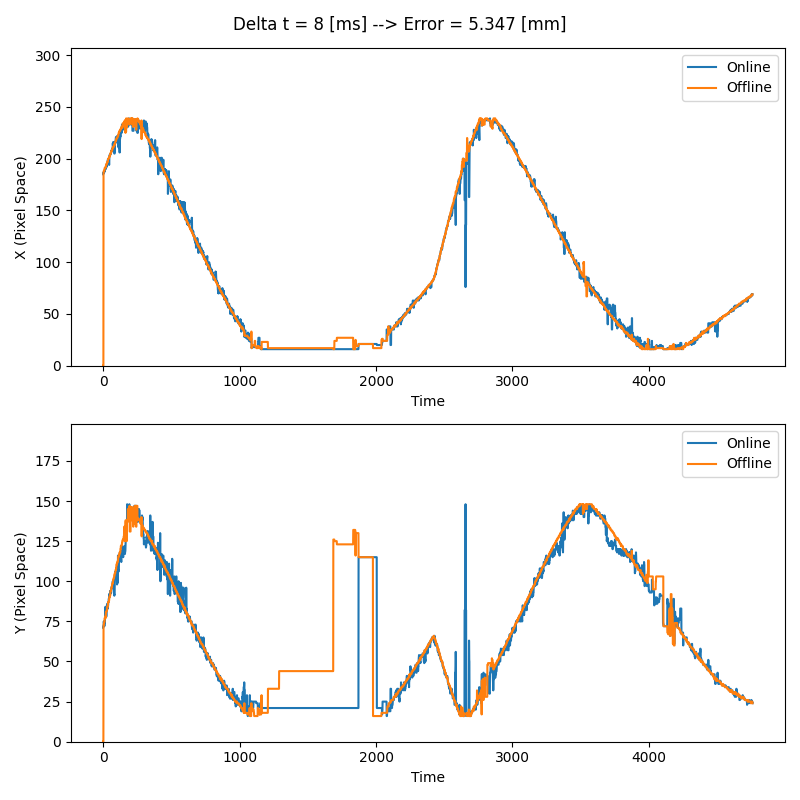 Delta t = 8 [ms] --> Error = 5.347 [mm]
300
250
200
150
100
50
0
X (Pixel Space)
Online
Offline
0 1000 2000 3000 4000
Time
175
150
125
100
75
50
25
0
Y (Pixel Space)
Online
Offline
0 1000 2000 3000 4000
Time